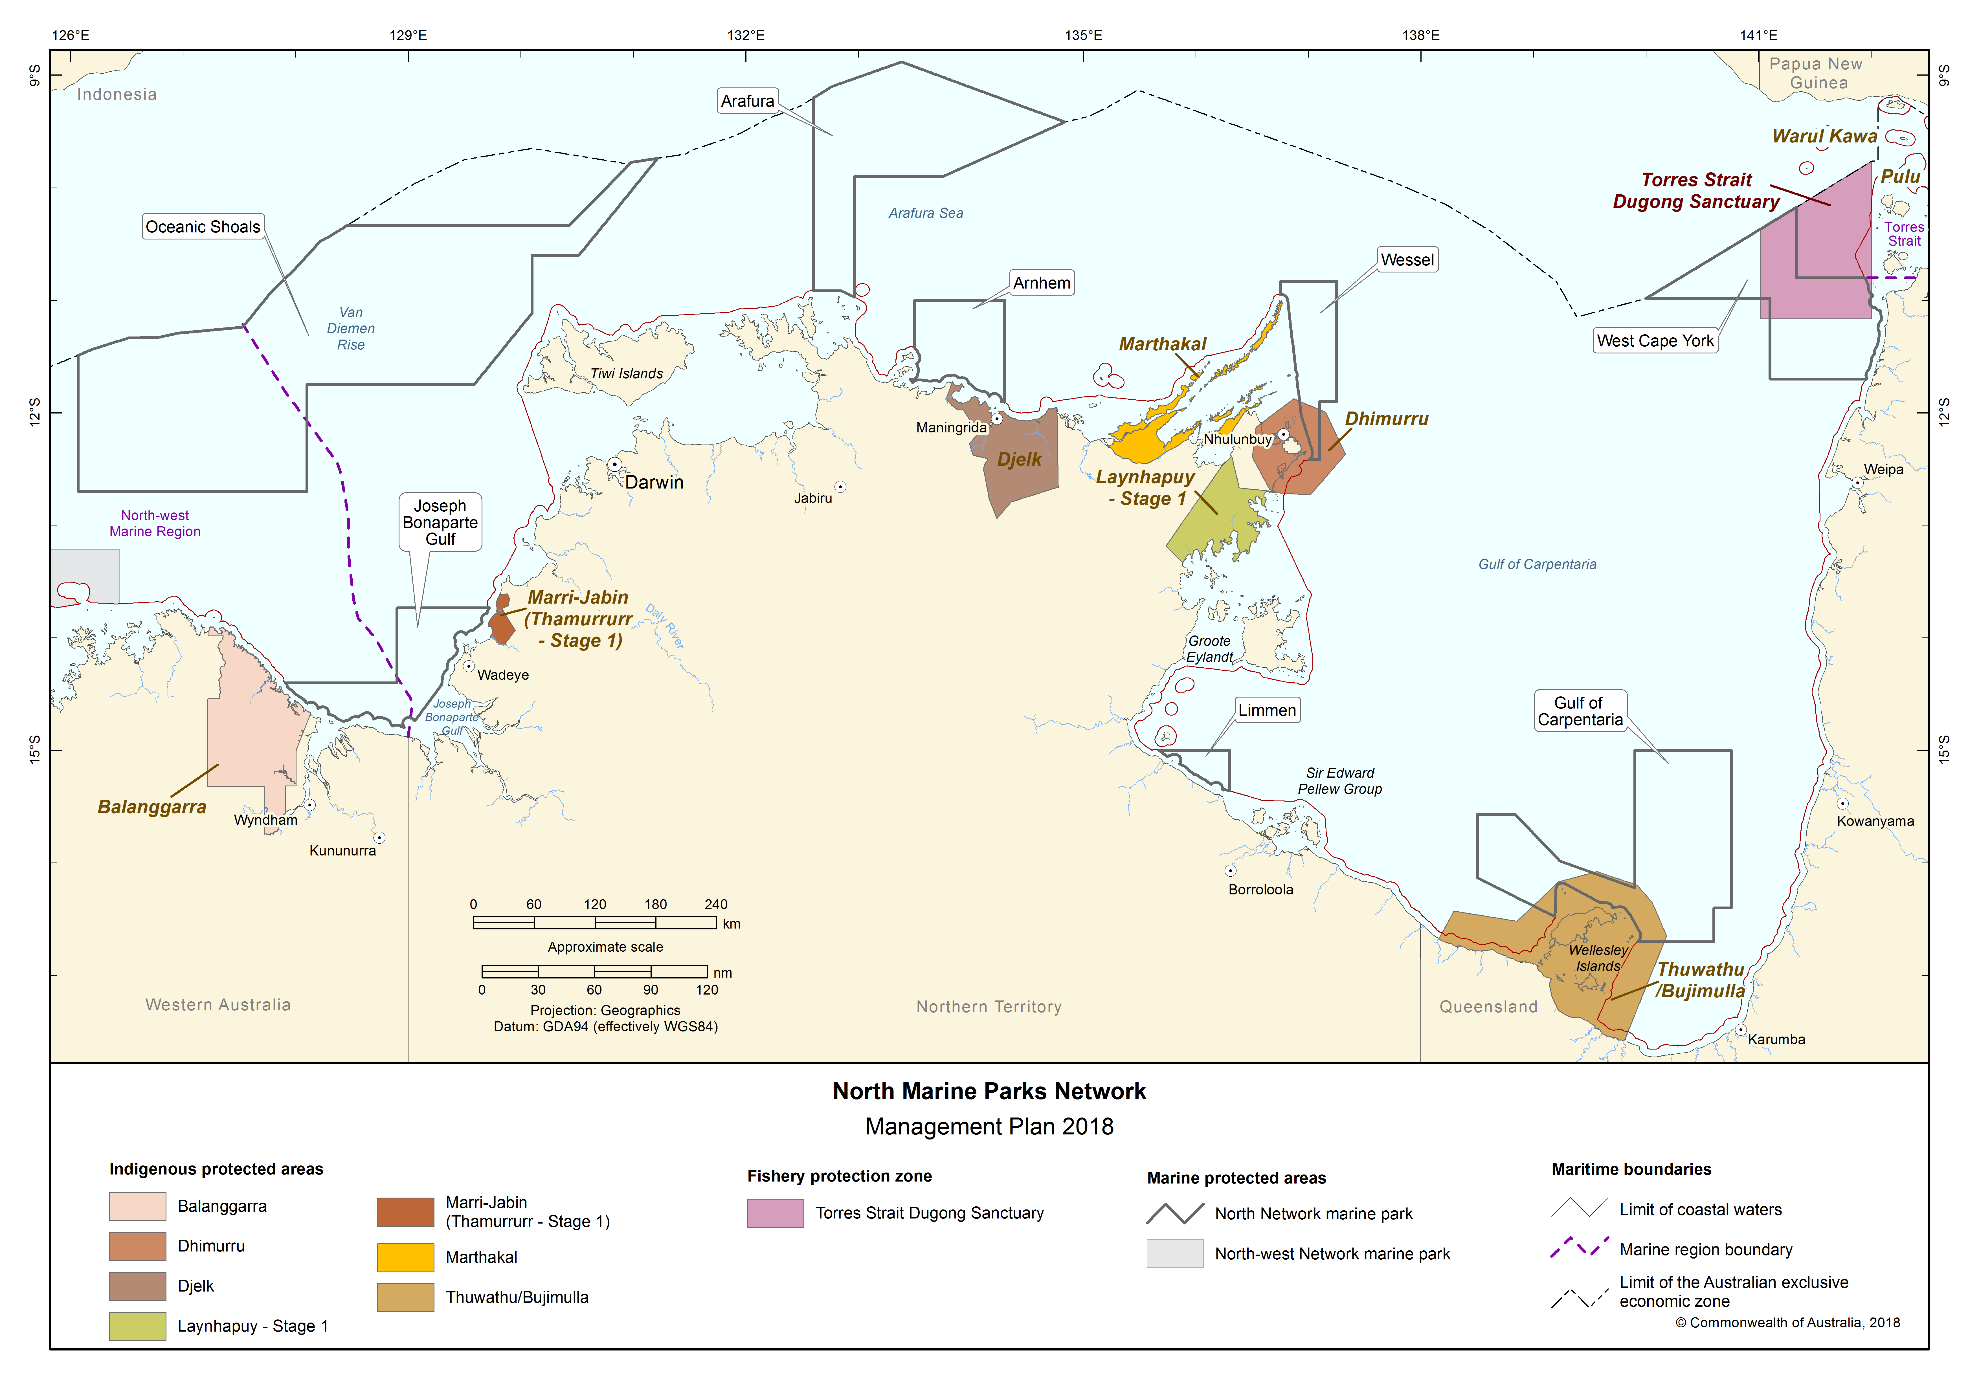 126°E
129°E
132°E
135°E
138°E
141°E
9°S
9°S
Indonesia
Papua New
Guinea
Arafura
Warul Kawa
Torres Strait
Dugong Sanctuary
Pulu
Oceanic Shoals
Arafura Sea
Torres
Strait
Wessel
Arnhem
Van
Diemen
Rise
West Cape York
Marthakal
Tiwi Islands
12°S
12°S
Dhimurru
Maningrida
Nhulunbuy
Djelk
Weipa
Laynhapuy
- Stage 1
Darwin
Jabiru
Joseph
Bonaparte
Gulf
North-west
Marine Region
Gulf of Carpentaria
Marri-Jabin
(Thamurrurr
- Stage 1)
Daly River
Groote
Eylandt
Wadeye
Joseph
Bonaparte
Gulf
Limmen
Gulf of
Carpentaria
15°S
15°S
Sir Edward
Pellew Group
Balanggarra
Wyndham
Kununurra
Kowanyama
Borroloola
0 60 120 180 240
km
Approximate scale
nm
0 30 60 90 120
Projection: Geographics
Datum: GDA94 (effectively WGS84)
Wellesley
Islands
Thuwathu
/Bujimulla
Western Australia
Northern Territory
Queensland
Karumba
North Marine Parks Network
Management Plan 2018
Indigenous protected areas
Balanggarra
Dhimurru
Djelk
Laynhapuy - Stage 1
Marri-Jabin
(Thamurrurr - Stage 1)
Marthakal
Thuwathu/Bujimulla
Fishery protection zone
Torres Strait Dugong Sanctuary
Marine protected areas
North Network marine park
North-west Network marine park
Maritime boundaries
Limit of coastal waters
Marine region boundary
Limit of the Australian exclusive
economic zone
© Commonwealth of Australia, 2018